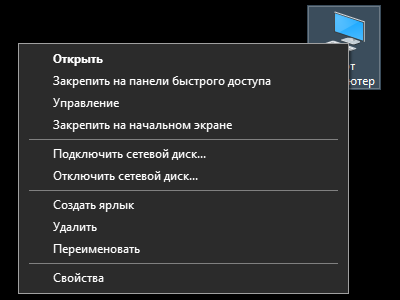 Открыть
Закрепить на панели быстрого доступа
Управление
Закрепить на начальном экране
Подключить сетевой диск...
Отключить сетевой диск...
Создать ярлык
Удалить
Переименовать
Свойства